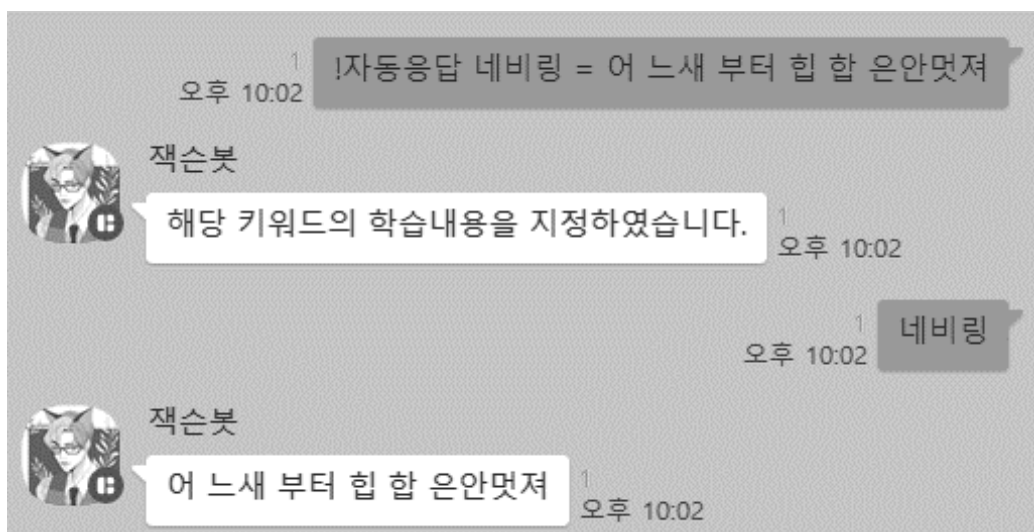 !자동응답 네비링 = 어 느새 부터 힙 합 은안멋져
1
오후 10:02
잭슨봇
해당 키워드의 학습내용을 지정하였습니다.
1
오후 10:02
네비링
1
오후 10:02
잭슨봇
어 느새 부터 힙 합 은안멋져
1
오후 10:02